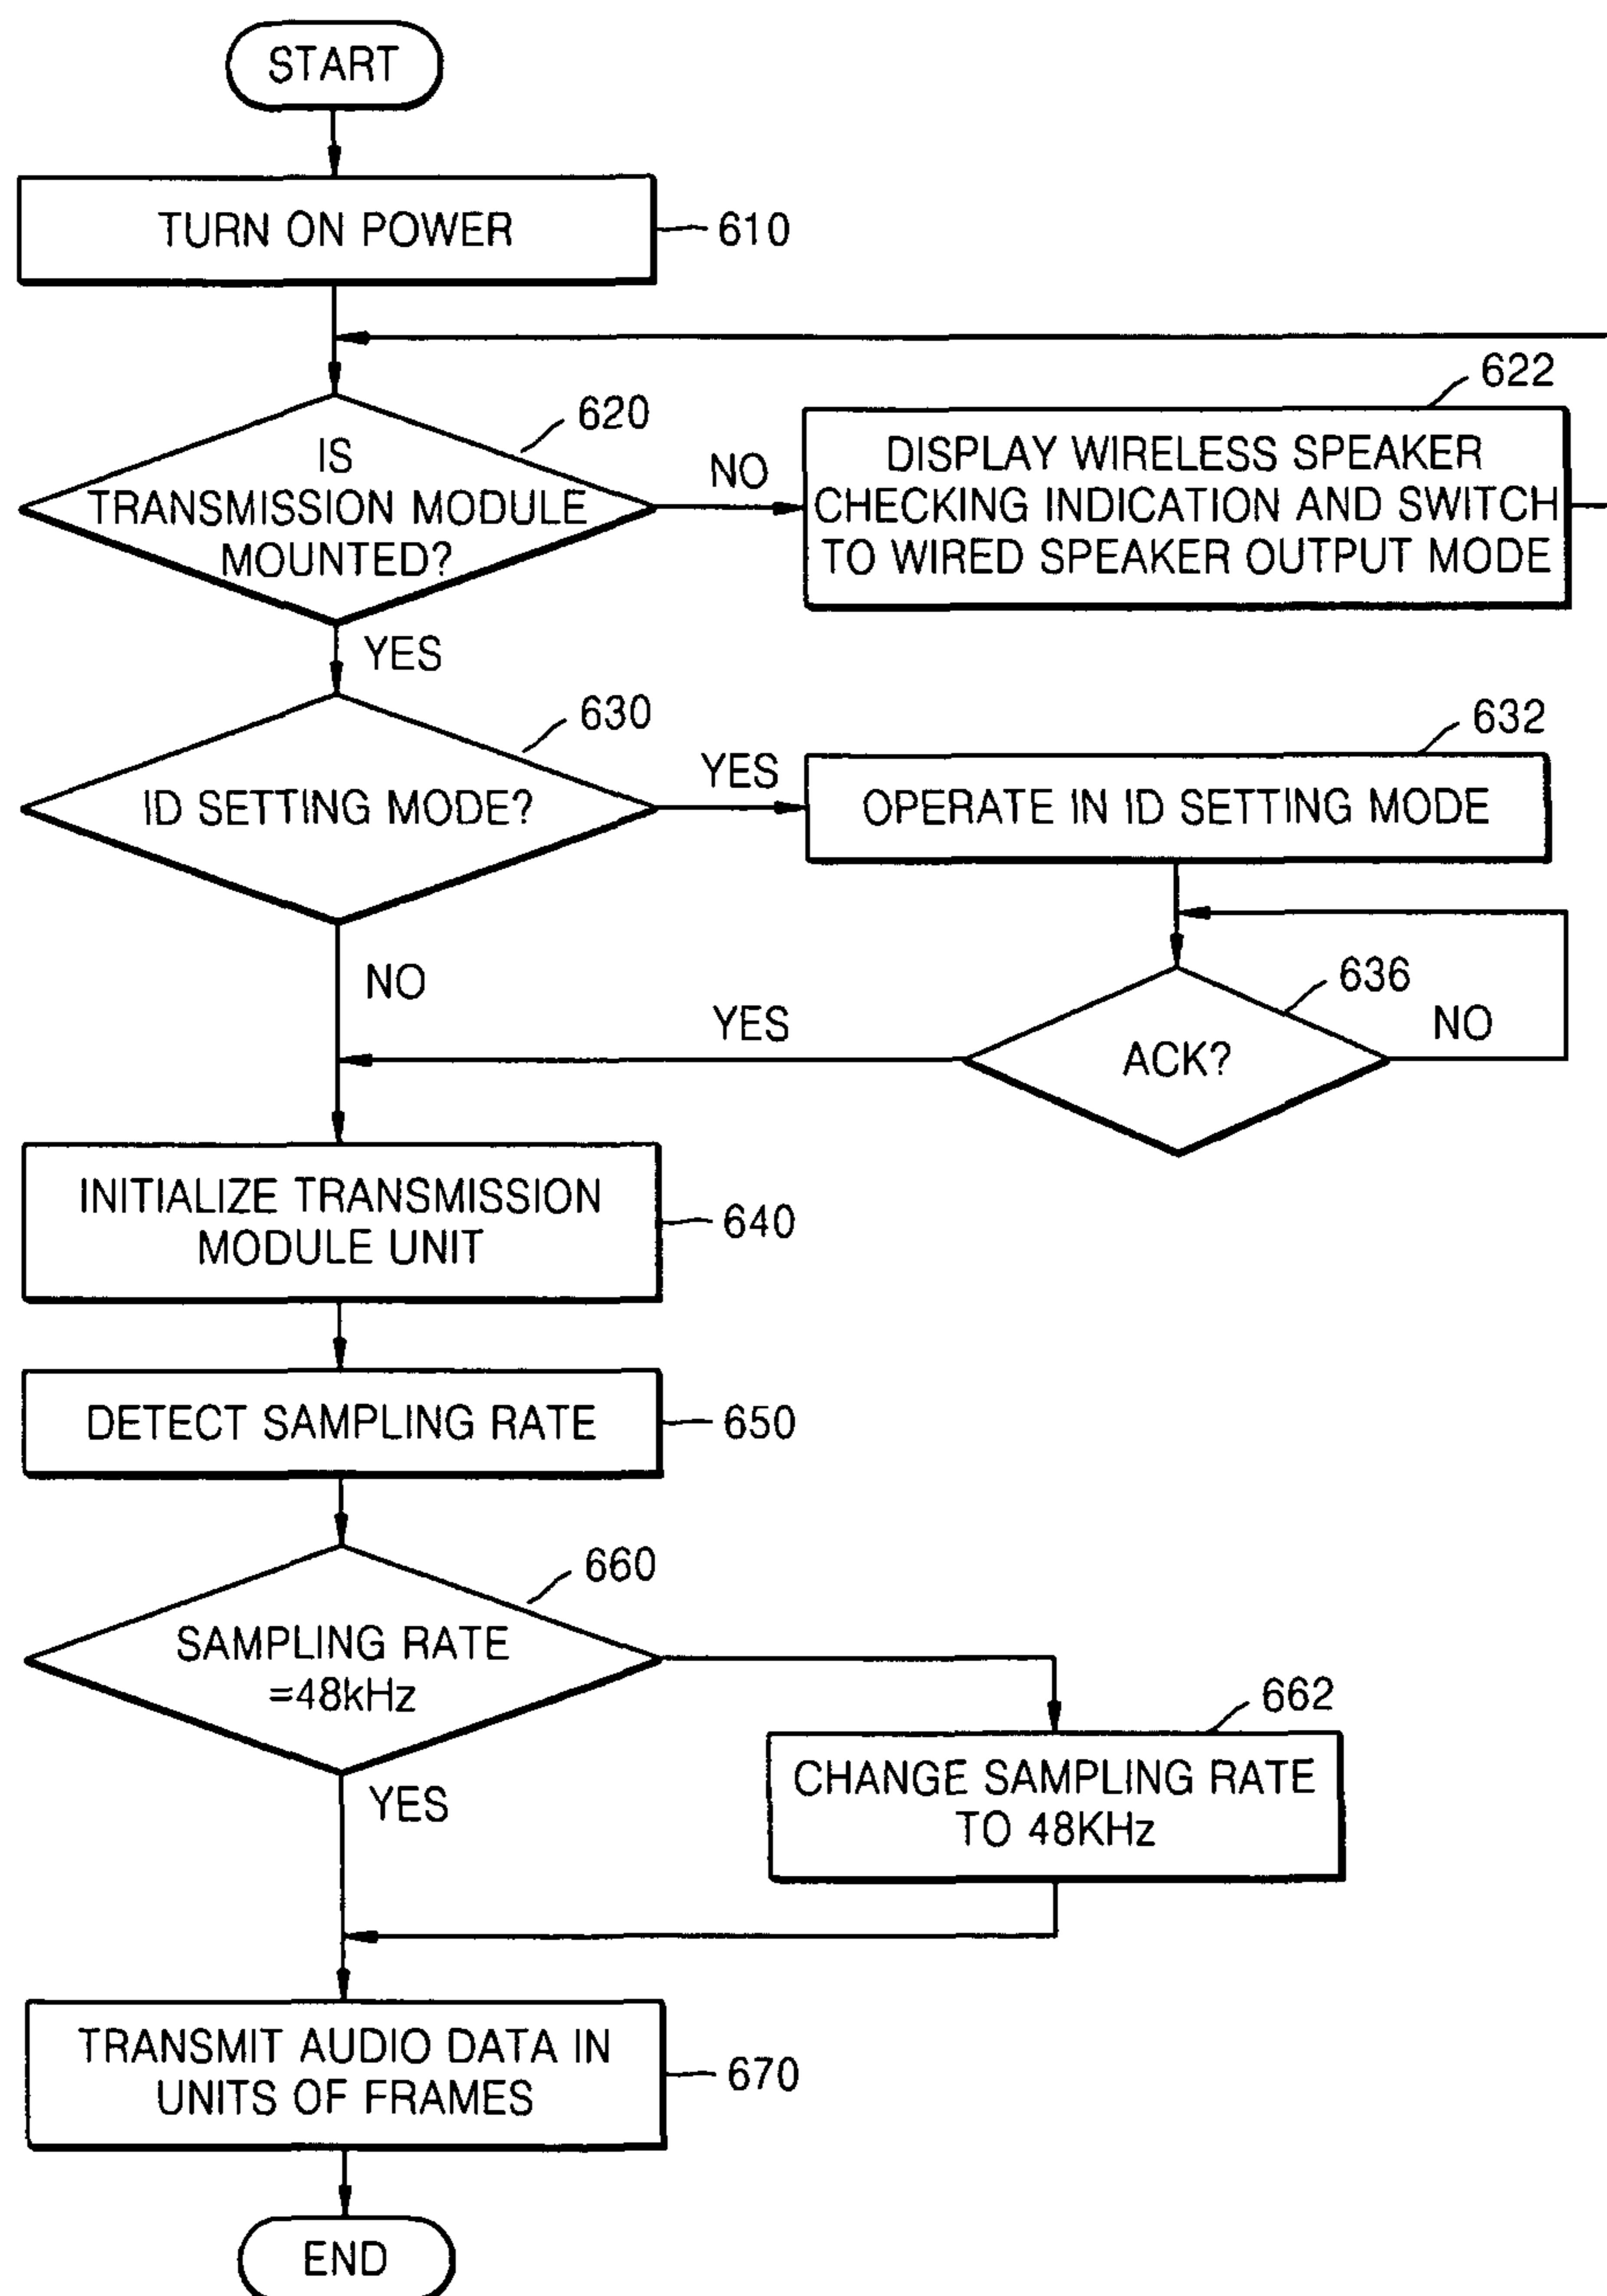 START
TURN ON POWER
610
620
IS
TRANSMISSION MODULE
MOUNTED?
NO
622
DISPLAY WIRELESS SPEAKER
CHECKING INDICATION AND SWITCH
TO WIRED SPEAKER OUTPUT MODE
YES
630
ID SETTING MODE?
YES
632
OPERATE IN ID SETTING MODE
NO
YES
636
ACK?
NO
INITIALIZE TRANSMISSION
MODULE UNIT
640
DETECT SAMPLING RATE
650
660
SAMPLING RATE
=48kHz
662
CHANGE SAMPLING RATE
TO 48KHz
YES
TRANSMIT AUDIO DATA IN
UNITS OF FRAMES
670
END